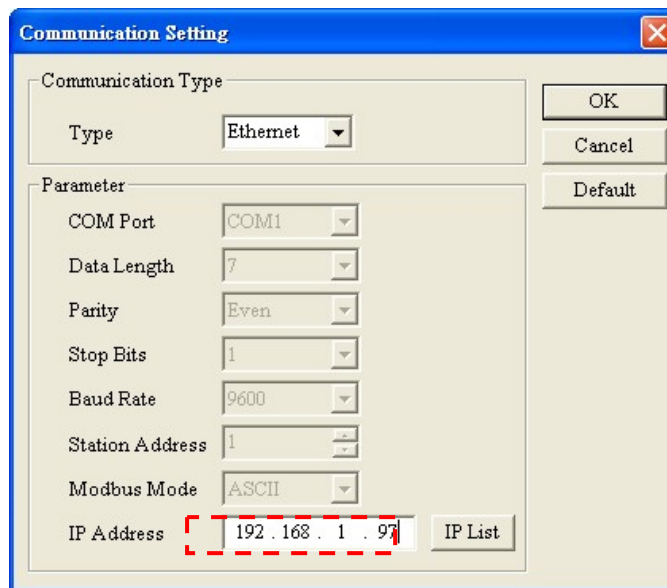 Communication Setting
Communication Type
Type Ethernet
OK
Cancel
Default
Parameter
COM Port COM1
Data Length 7
Parity Even
Stop Bits 1
Baud Rate 9600
Station Address 1
Modbus Mode ASCII
IP Address 192 . 168 . 1 . 97 IP List